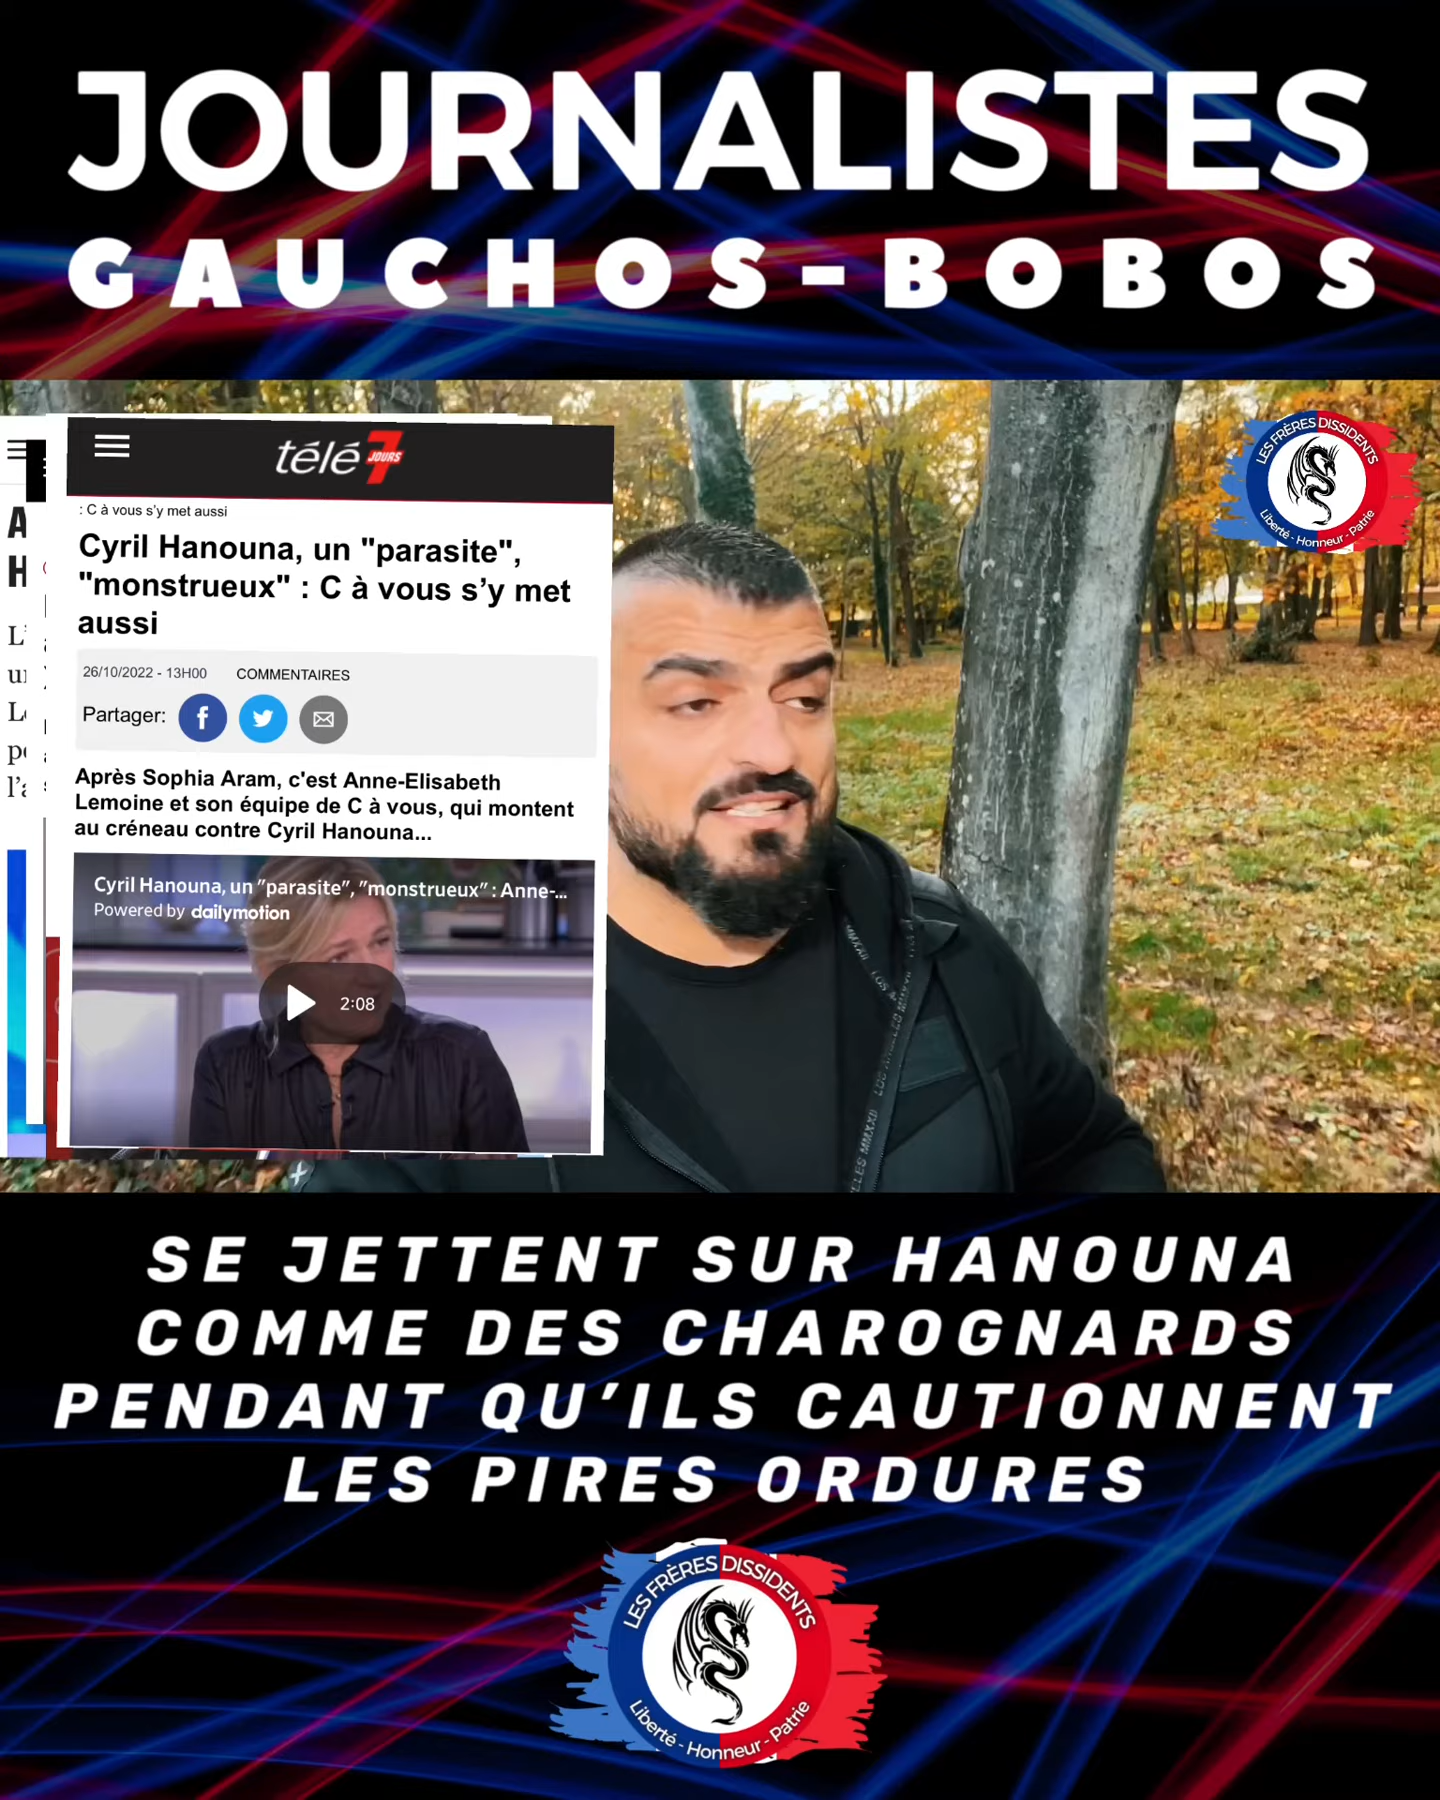 JOURNALISTES
GAUCHOS-BOBOS
LES FRÈRES DISSIDENTS
Liberté - Honneur - Patrie
télé 7 JOURS
: C à vous s'y met aussi
Cyril Hanouna, un "parasite",
"monstrueux" : C à vous s’y met
aussi
26/10/2022 - 13H00 COMMENTAIRES
Partager:
Après Sophia Aram, c'est Anne-Elisabeth
Lemoine et son équipe de C à vous, qui montent
au créneau contre Cyril Hanouna...
Cyril Hanouna, un "parasite", "monstrueux" : Anne-...
Powered by dailymotion
2:08
SE JETTENT SUR HANOUNA
COMME DES CHAROGNARDS
PENDANT QU’ILS CAUTIONNENT
LES PIRES ORDURES
LES FRÈRES DISSIDENTS
Liberté - Honneur - Patrie